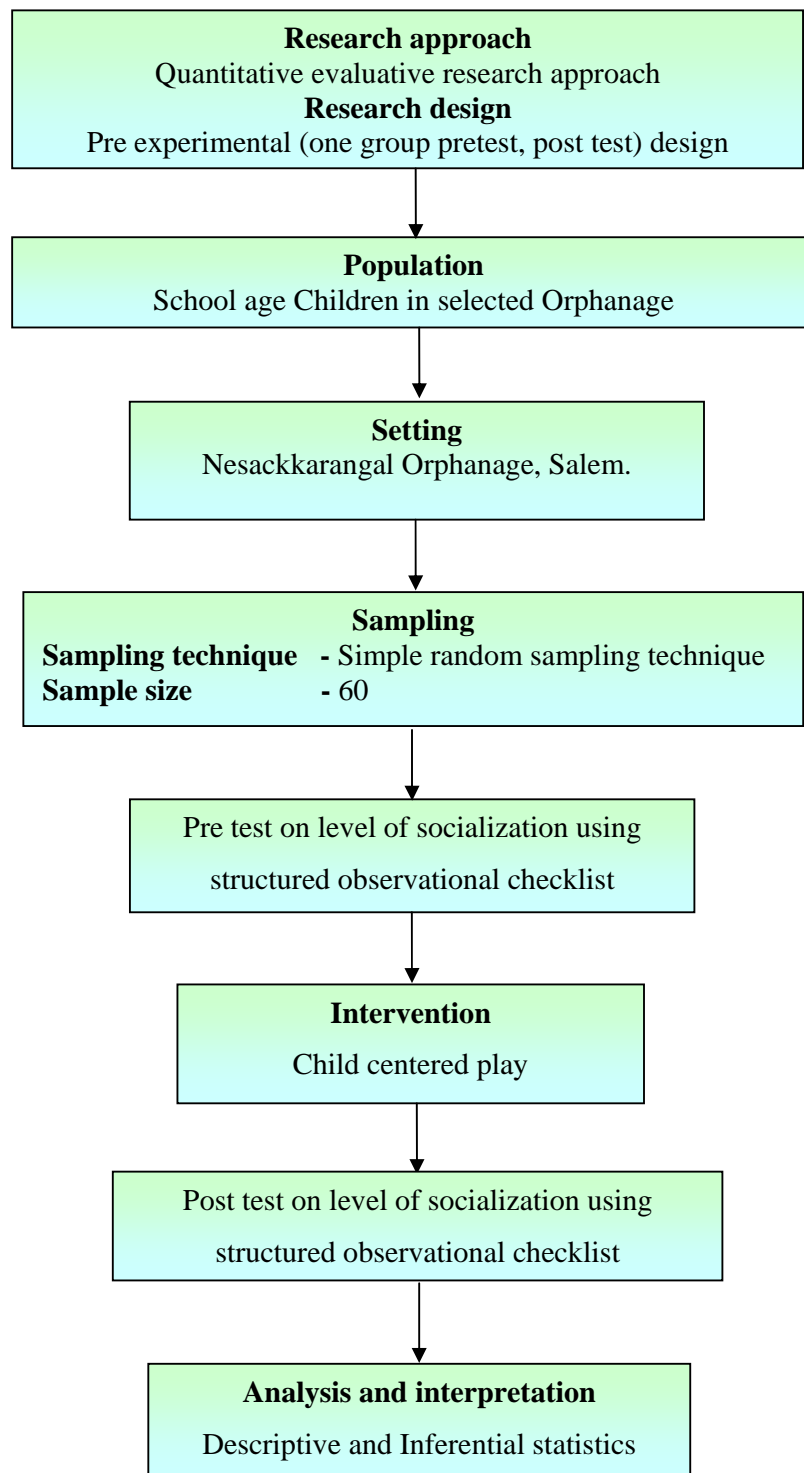 Research approach
Quantitative evaluative research approach
Research design
Pre experimental (one group pretest, post test) design
Population
School age Children in selected Orphanage
Setting
Nesackkarangal Orphanage, Salem.
Sampling
Sampling technique - Simple random sampling technique
Sample size - 60
Pre test on level of socialization using
structured observational checklist
Intervention
Child centered play
Post test on level of socialization using
structured observational checklist
Analysis and interpretation
Descriptive and Inferential statistics